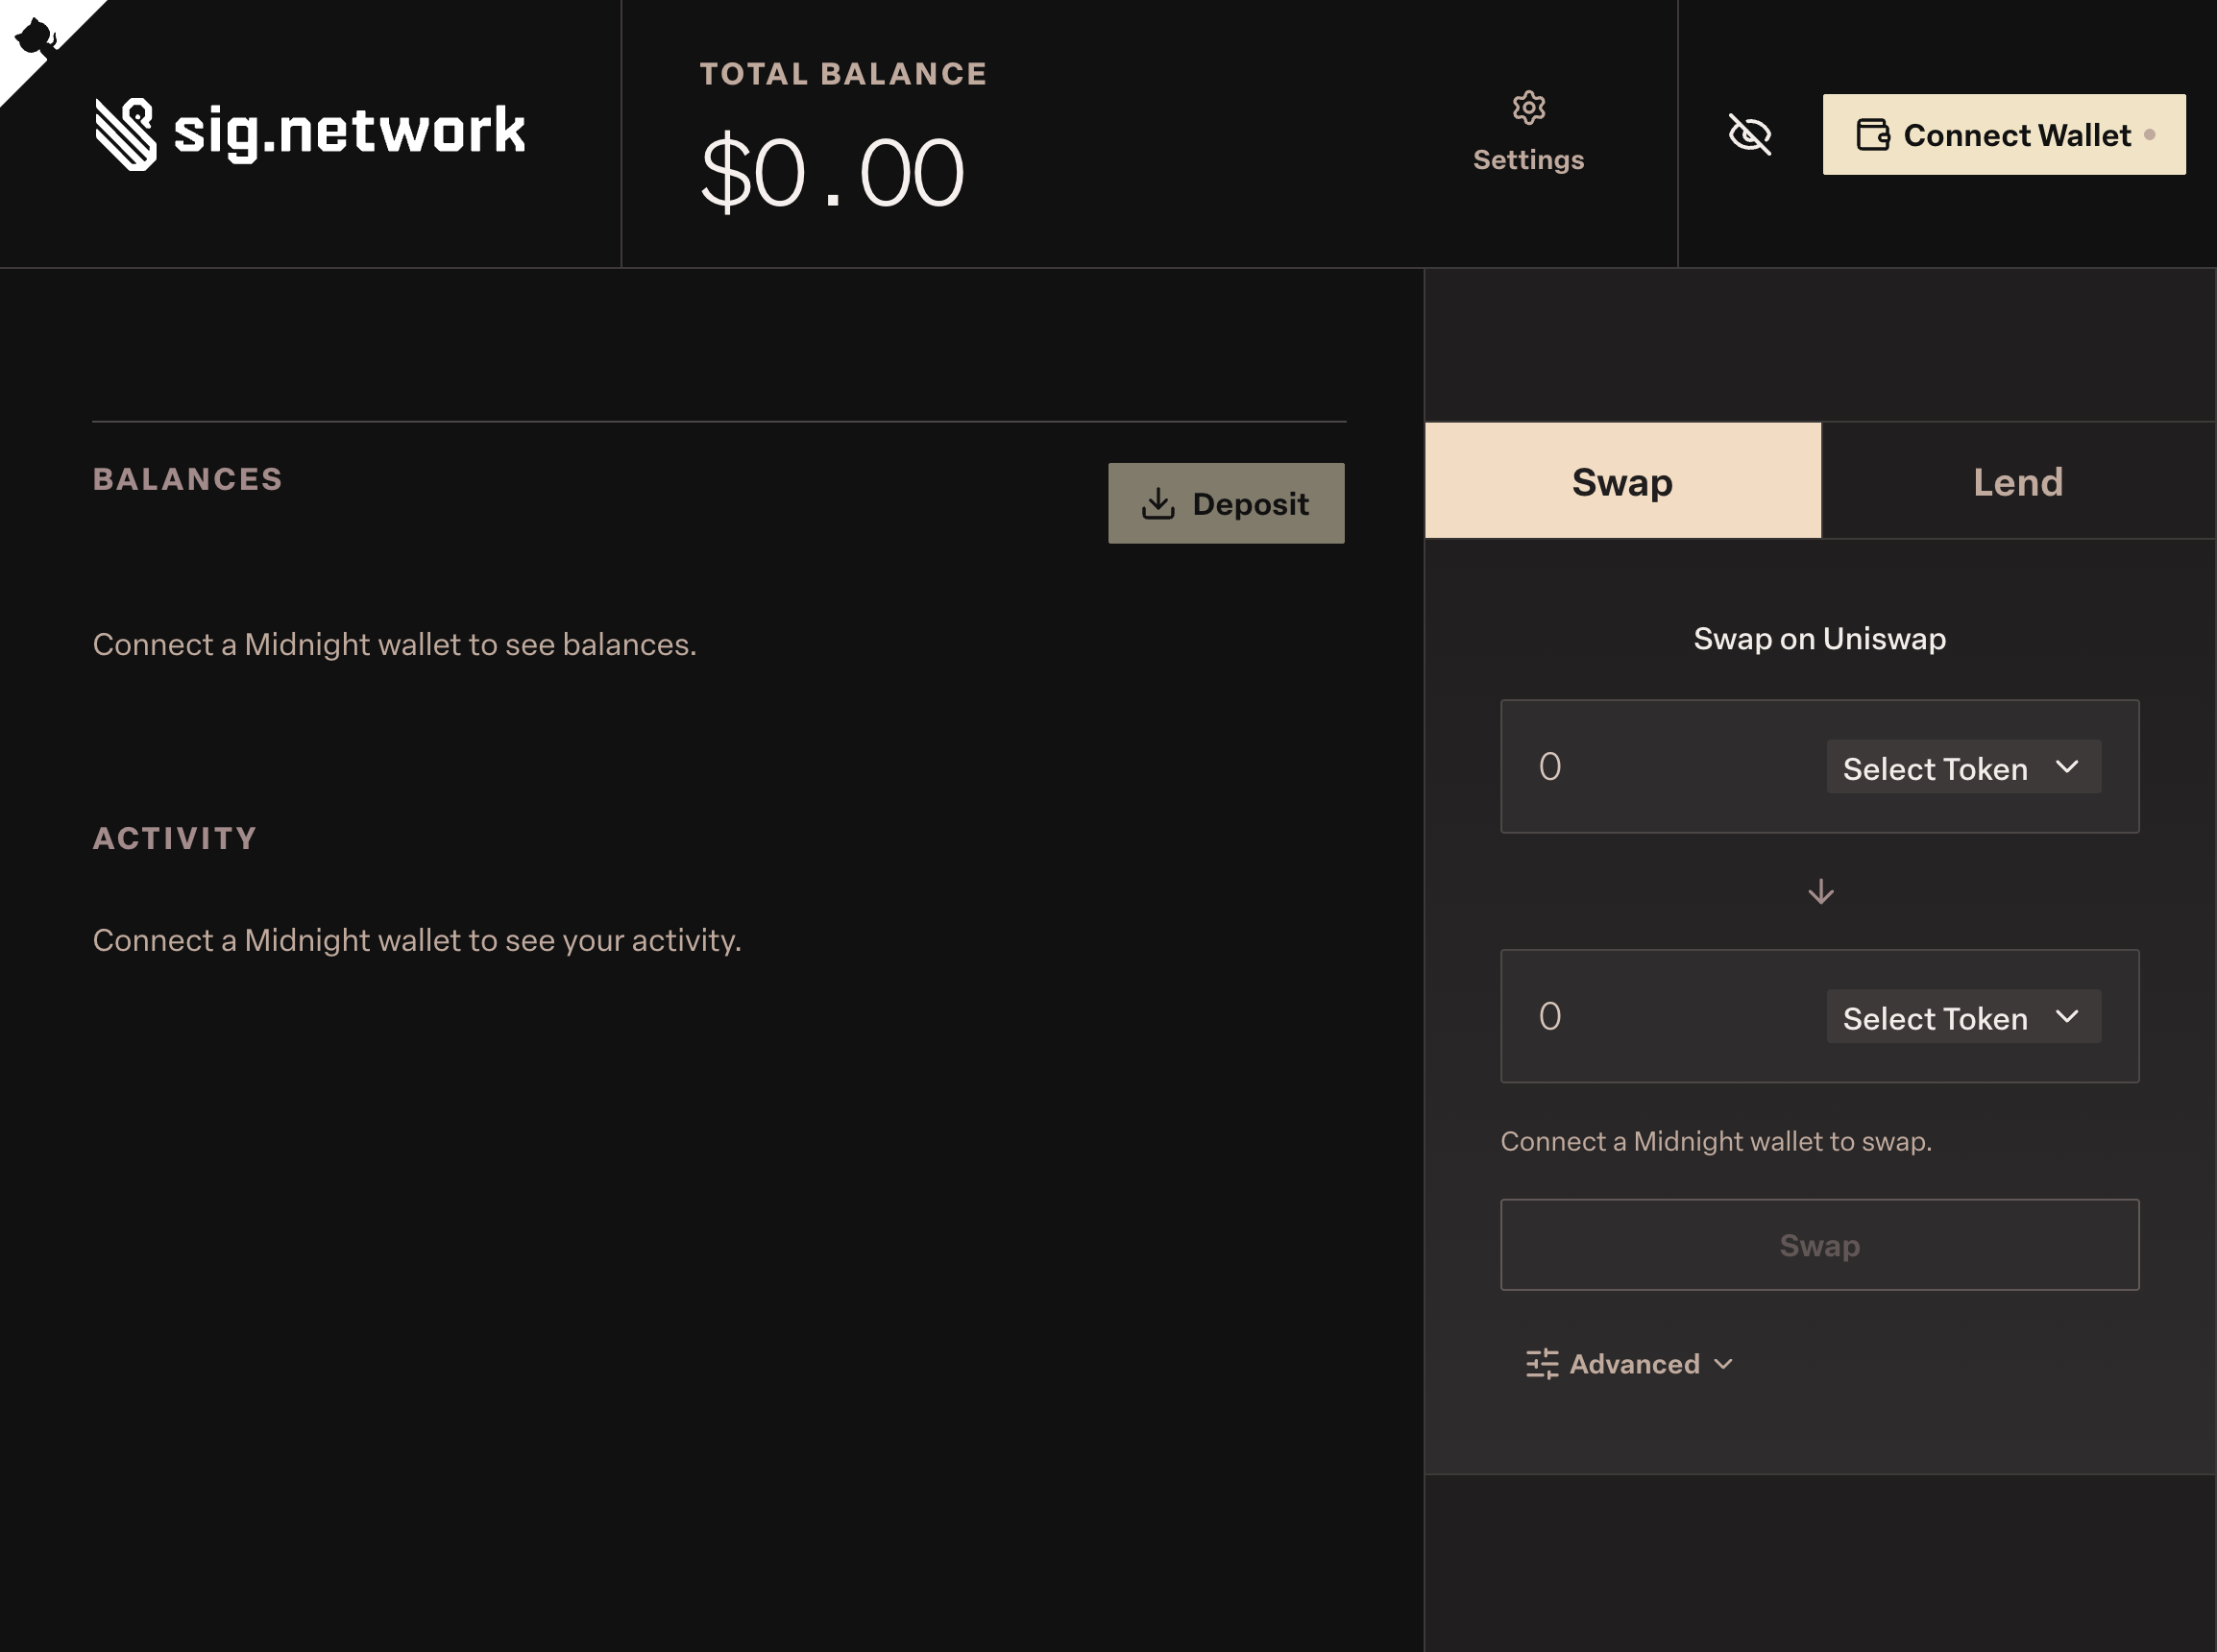 sig.network
TOTAL BALANCE
$0.00
Settings
Connect Wallet
BALANCES
Deposit
Connect a Midnight wallet to see balances.
ACTIVITY
Connect a Midnight wallet to see your activity.
Swap
Lend
Swap on Uniswap
0
Select Token
0
Select Token
Connect a Midnight wallet to swap.
Swap
Advanced